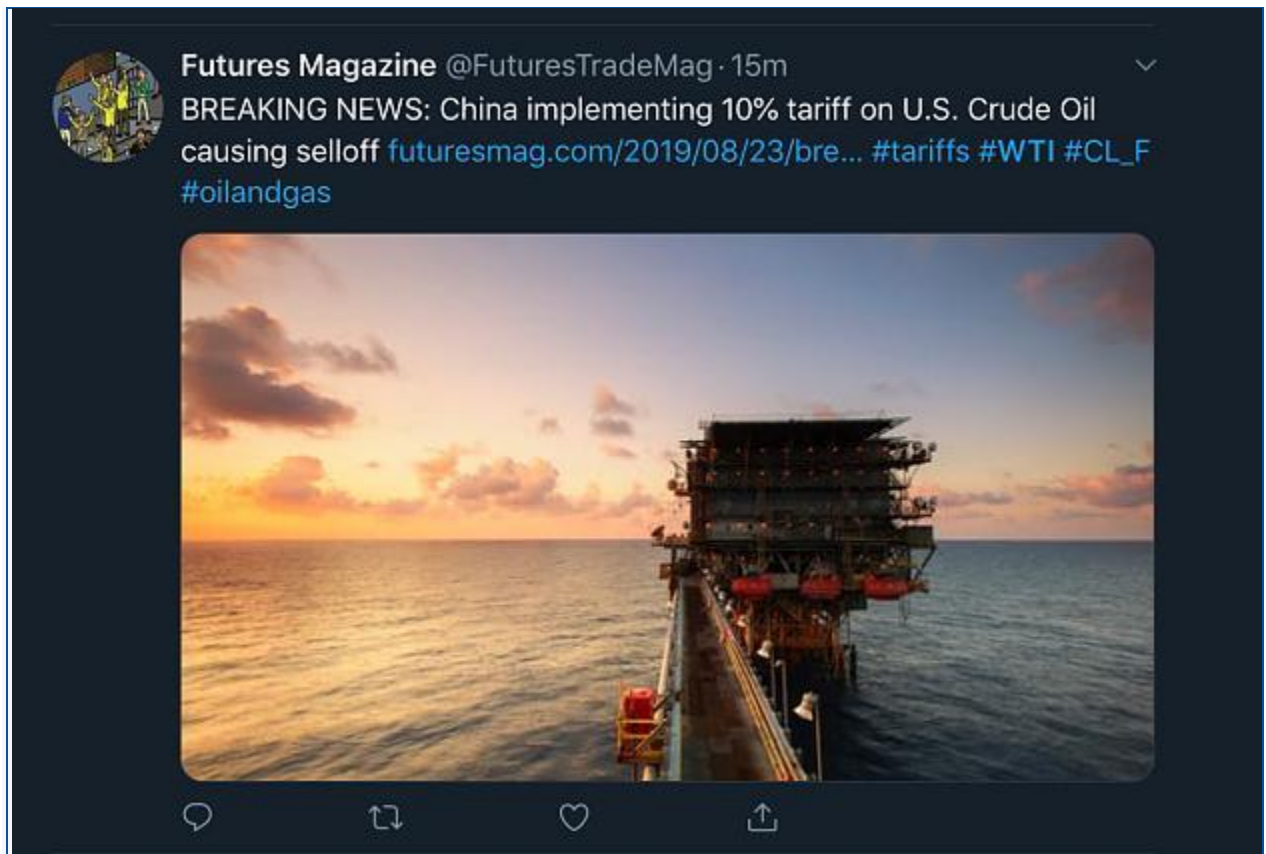 Futures Magazine @FuturesTradeMag · 15m
BREAKING NEWS: China implementing 10% tariff on U.S. Crude Oil
causing selloff futuresmag.com/2019/08/23/bre... #tariffs #WTI #CL_F
#oilandgas